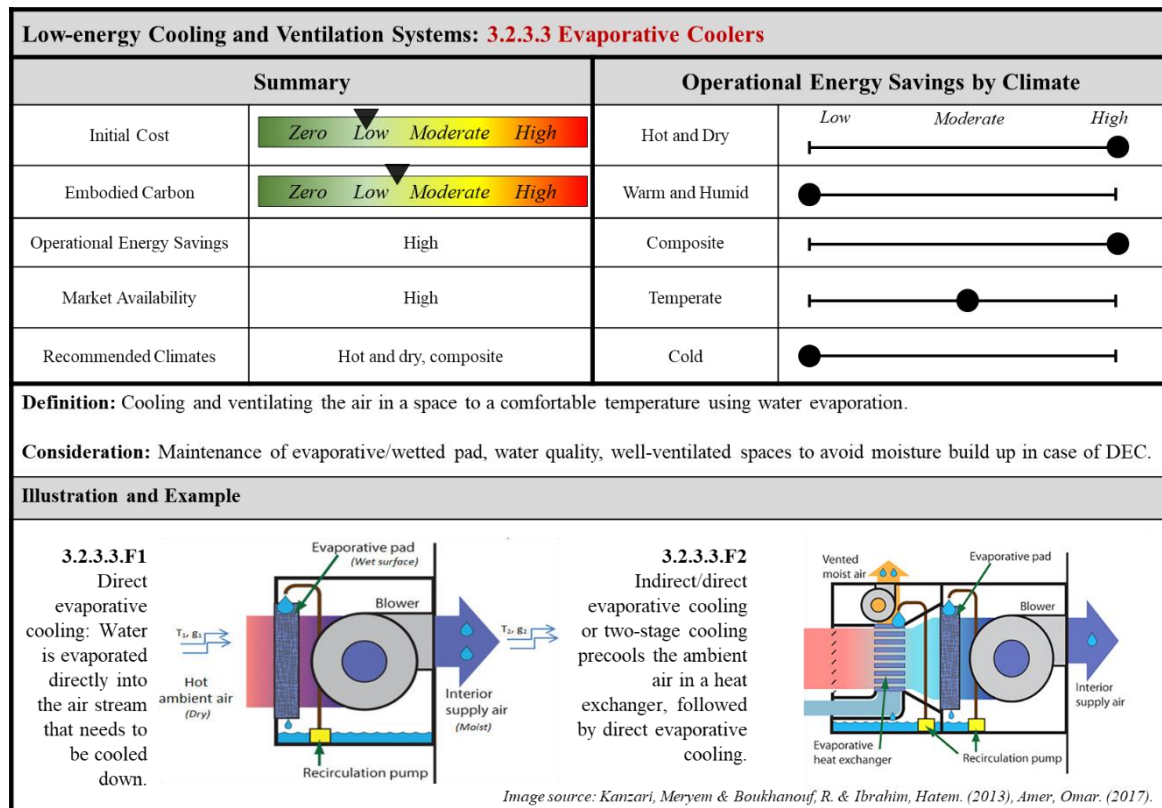 Low-energy Cooling and Ventilation Systems: 3.2.3.3 Evaporative Coolers
Summary
Operational Energy Savings by Climate
Initial Cost
Zero Low Moderate High
Hot and Dry
Low Moderate High
Embodied Carbon
Zero Low Moderate High
Warm and Humid
Operational Energy Savings
High
Composite
Market Availability
High
Temperate
Recommended Climates
Hot and dry, composite
Cold
Definition: Cooling and ventilating the air in a space to a comfortable temperature using water evaporation.
Consideration: Maintenance of evaporative/wetted pad, water quality, well-ventilated spaces to avoid moisture build up in case of DEC.
Illustration and Example
3.2.3.3.F1
Direct
evaporative
cooling: Water
is evaporated
directly into
the air stream
that needs to
be cooled
down.
Evaporative pad
(Wet surface)
Blower
T₁, g₁
T₂, g₂
Hot
ambient air
(Dry)
Interior
supply air
(Moist)
Recirculation pump
3.2.3.3.F2
Indirect/direct
evaporative cooling
or two-stage cooling
precools the ambient
air in a heat
exchanger, followed
by direct evaporative
cooling.
Vented
moist air
Evaporative pad
Blower
Interior
supply air
Evaporative
heat exchanger
Recirculation pump
Image source: Kanzari, Meryem & Boukhanouf, R. & Ibrahim, Hatem. (2013), Amer, Omar. (2017).